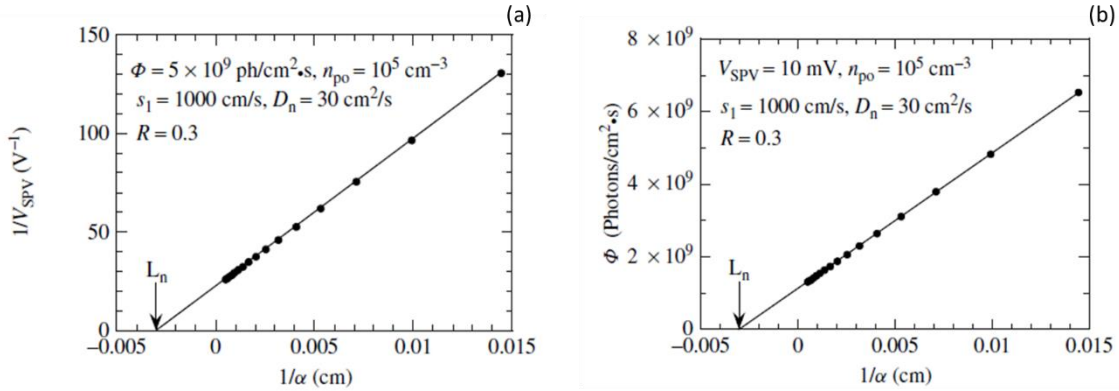 (a)
150
100
50
0
1/V_SPV (V⁻¹)
Φ = 5 × 10⁹ ph/cm²•s, n_po = 10⁵ cm⁻³
s₁ = 1000 cm/s, D_n = 30 cm²/s
R = 0.3
L_n
−0.005 0 0.005 0.01 0.015
1/α (cm)
(b)
8 × 10⁹
6 × 10⁹
4 × 10⁹
2 × 10⁹
0
Φ (Photons/cm²•s)
V_SPV = 10 mV, n_po = 10⁵ cm⁻³
s₁ = 1000 cm/s, D_n = 30 cm²/s
R = 0.3
L_n
−0.005 0 0.005 0.01 0.015
1/α (cm)